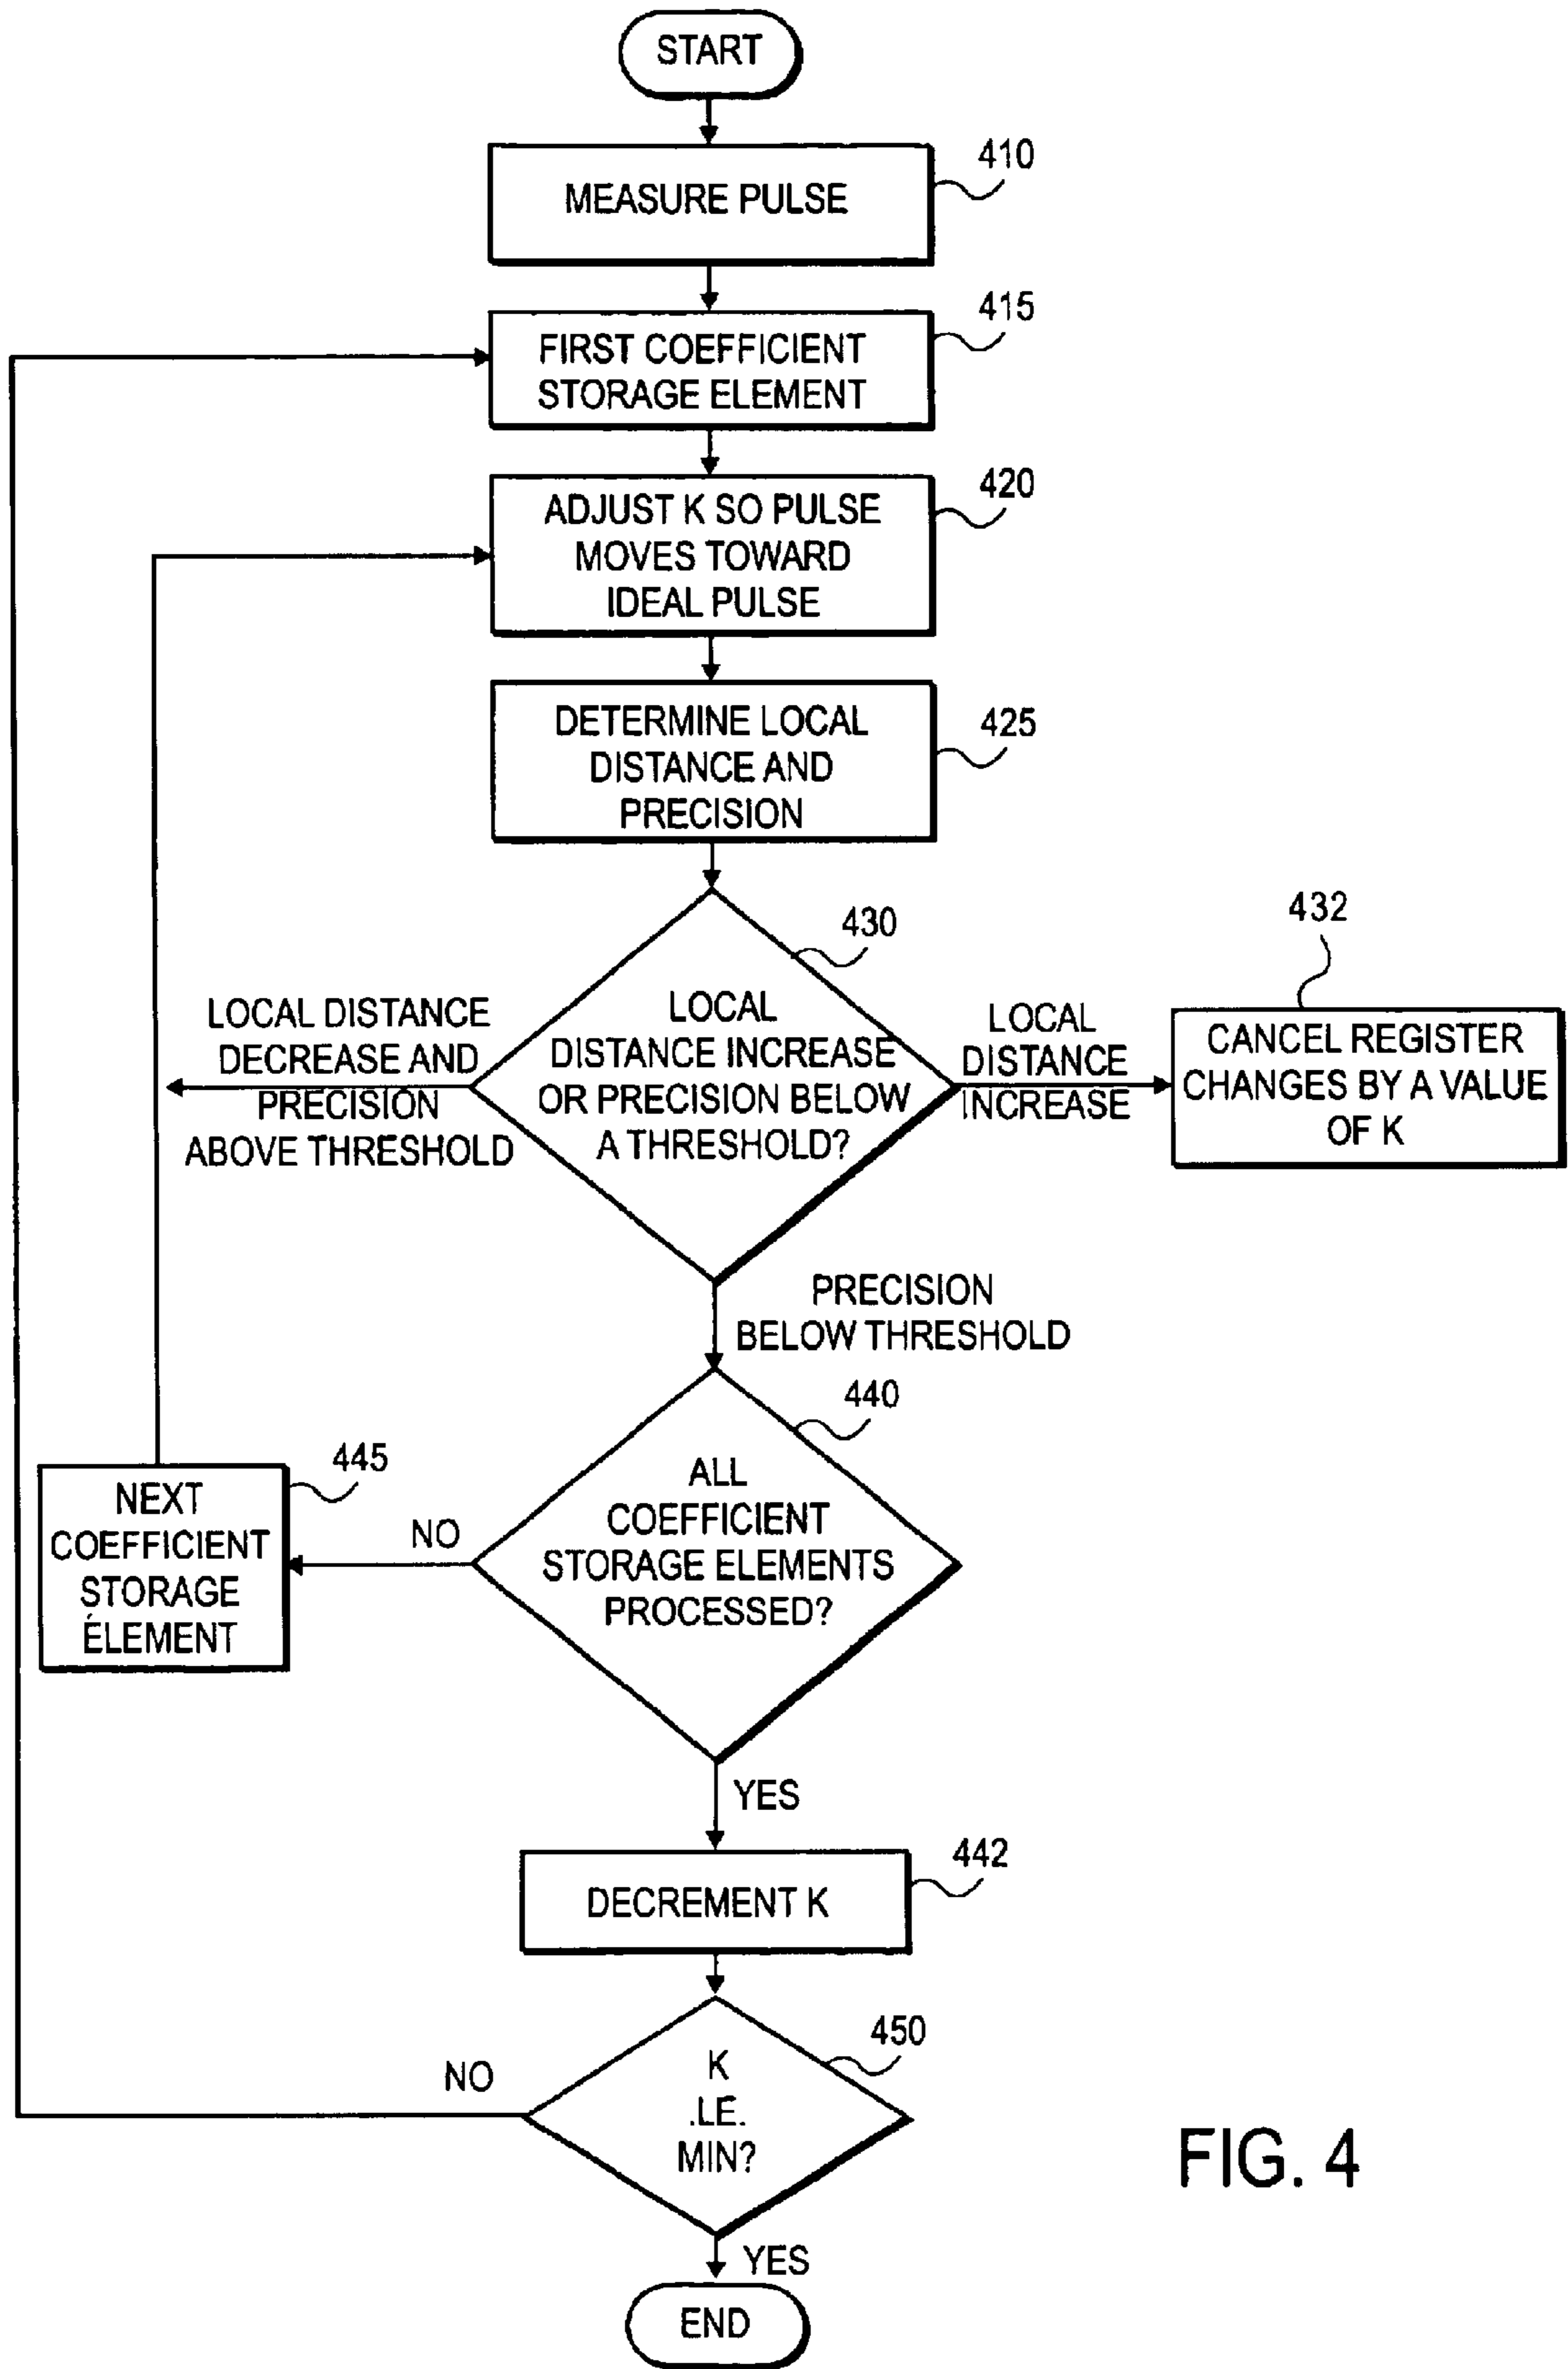 START
410
MEASURE PULSE
415
FIRST COEFFICIENT
STORAGE ELEMENT
420
ADJUST K SO PULSE
MOVES TOWARD
IDEAL PULSE
425
DETERMINE LOCAL
DISTANCE AND
PRECISION
430
LOCAL
DISTANCE INCREASE
OR PRECISION BELOW
A THRESHOLD?
LOCAL DISTANCE
DECREASE AND
PRECISION
ABOVE THRESHOLD
LOCAL
DISTANCE
INCREASE
432
CANCEL REGISTER
CHANGES BY A VALUE
OF K
PRECISION
BELOW THRESHOLD
440
ALL
COEFFICIENT
STORAGE ELEMENTS
PROCESSED?
NO
445
NEXT
COEFFICIENT
STORAGE
ELEMENT
YES
442
DECREMENT K
450
K
.LE.
MIN?
NO
YES
END
FIG. 4